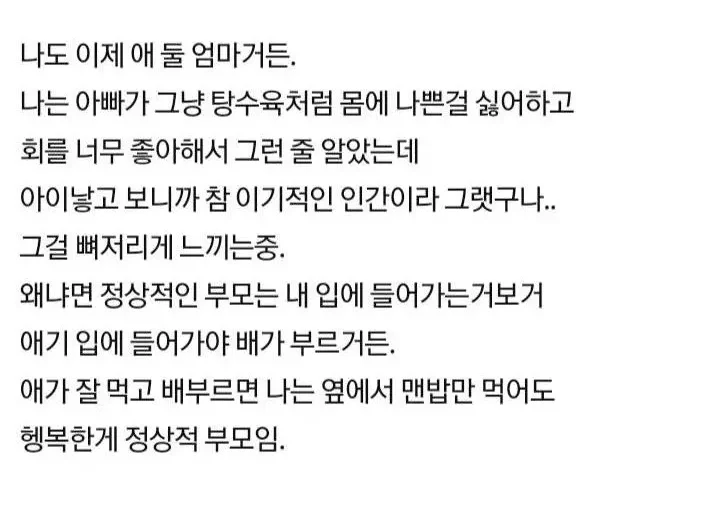 나도 이제 애 둘 엄마거든.
나는 아빠가 그냥 탕수육처럼 몸에 나쁜걸 싫어하고
회를 너무 좋아해서 그런 줄 알았는데
아이낳고 보니까 참 이기적인 인간이라 그랫구나..
그걸 뼈저리게 느끼는중.
왜냐면 정상적인 부모는 내 입에 들어가는거보거
애기 입에 들어가야 배가 부르거든.
애가 잘 먹고 배부르면 나는 옆에서 맨밥만 먹어도
헹복한게 정상적 부모임.